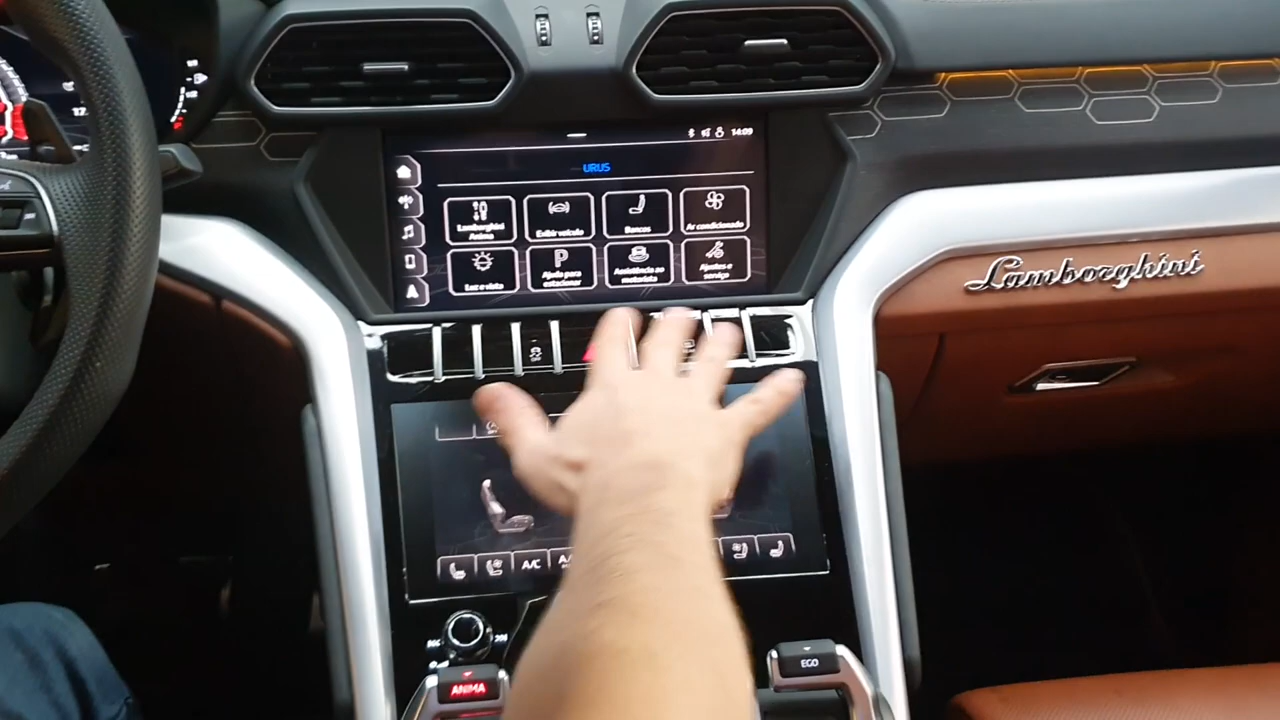 14:09
URUS
Lamborghini
Anima
Exibir veículo
Bancos
Ar condicionado
Luz e vista
Ajuda para
estacionar
Assistência ao
motorista
Ajustes e
serviço
P
A
Lamborghini
A/C
ANIMA
EGO